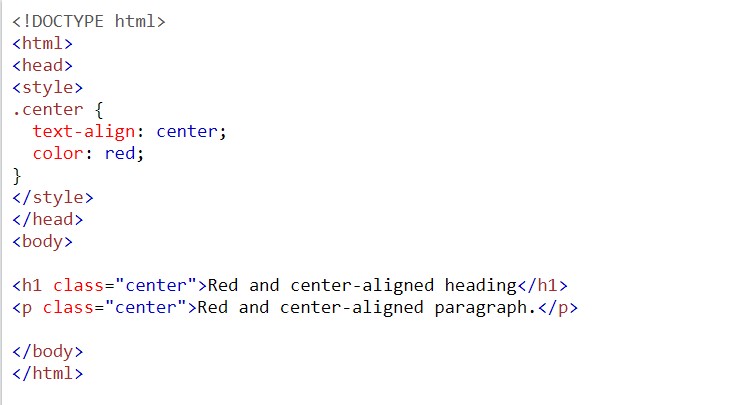 <!DOCTYPE html>
<html>
<head>
<style>
.center {
  text-align: center;
  color: red;
}
</style>
</head>
<body>

<h1 class="center">Red and center-aligned heading</h1>
<p class="center">Red and center-aligned paragraph.</p>

</body>
</html>